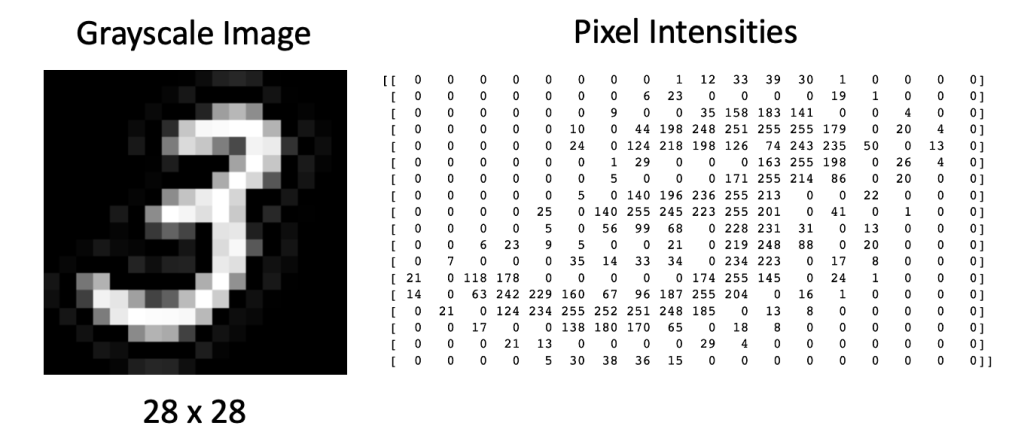 Grayscale Image
Pixel Intensities
[[ 0 0 0 0 0 0 0 0 1 12 33 39 30 1 0 0 0 0]
[ 0 0 0 0 0 0 0 6 23 0 0 0 0 19 1 0 0 0]
[ 0 0 0 0 0 0 9 0 0 35 158 183 141 0 0 4 0 0]
[ 0 0 0 0 0 10 0 44 198 248 251 255 255 179 0 20 4 0]
[ 0 0 0 0 0 24 0 124 218 198 126 74 243 235 50 0 13 0]
[ 0 0 0 0 0 0 1 29 0 0 0 163 255 198 0 26 4 0]
[ 0 0 0 0 0 0 5 0 0 0 171 255 214 86 0 20 0 0]
[ 0 0 0 0 0 5 0 140 196 236 255 213 0 0 22 0 0 0]
[ 0 0 0 0 25 0 140 255 245 223 255 201 0 41 0 1 0 0]
[ 0 0 0 0 5 0 56 99 68 0 228 231 31 0 13 0 0 0]
[ 0 0 6 23 9 5 0 0 21 0 219 248 88 0 20 0 0 0]
[ 0 7 0 0 0 35 14 33 34 0 234 223 0 17 8 0 0 0]
[ 21 0 118 178 0 0 0 0 0 174 255 145 0 24 1 0 0 0]
[ 14 0 63 242 229 160 67 96 187 255 204 0 16 1 0 0 0 0]
[ 0 21 0 124 234 255 252 251 248 185 0 13 8 0 0 0 0 0]
[ 0 0 17 0 0 138 180 170 65 0 18 8 0 0 0 0 0 0]
[ 0 0 0 21 13 0 0 0 0 29 4 0 0 0 0 0 0 0]
[ 0 0 0 0 5 30 38 36 15 0 0 0 0 0 0 0 0 0]]
3
28 x 28